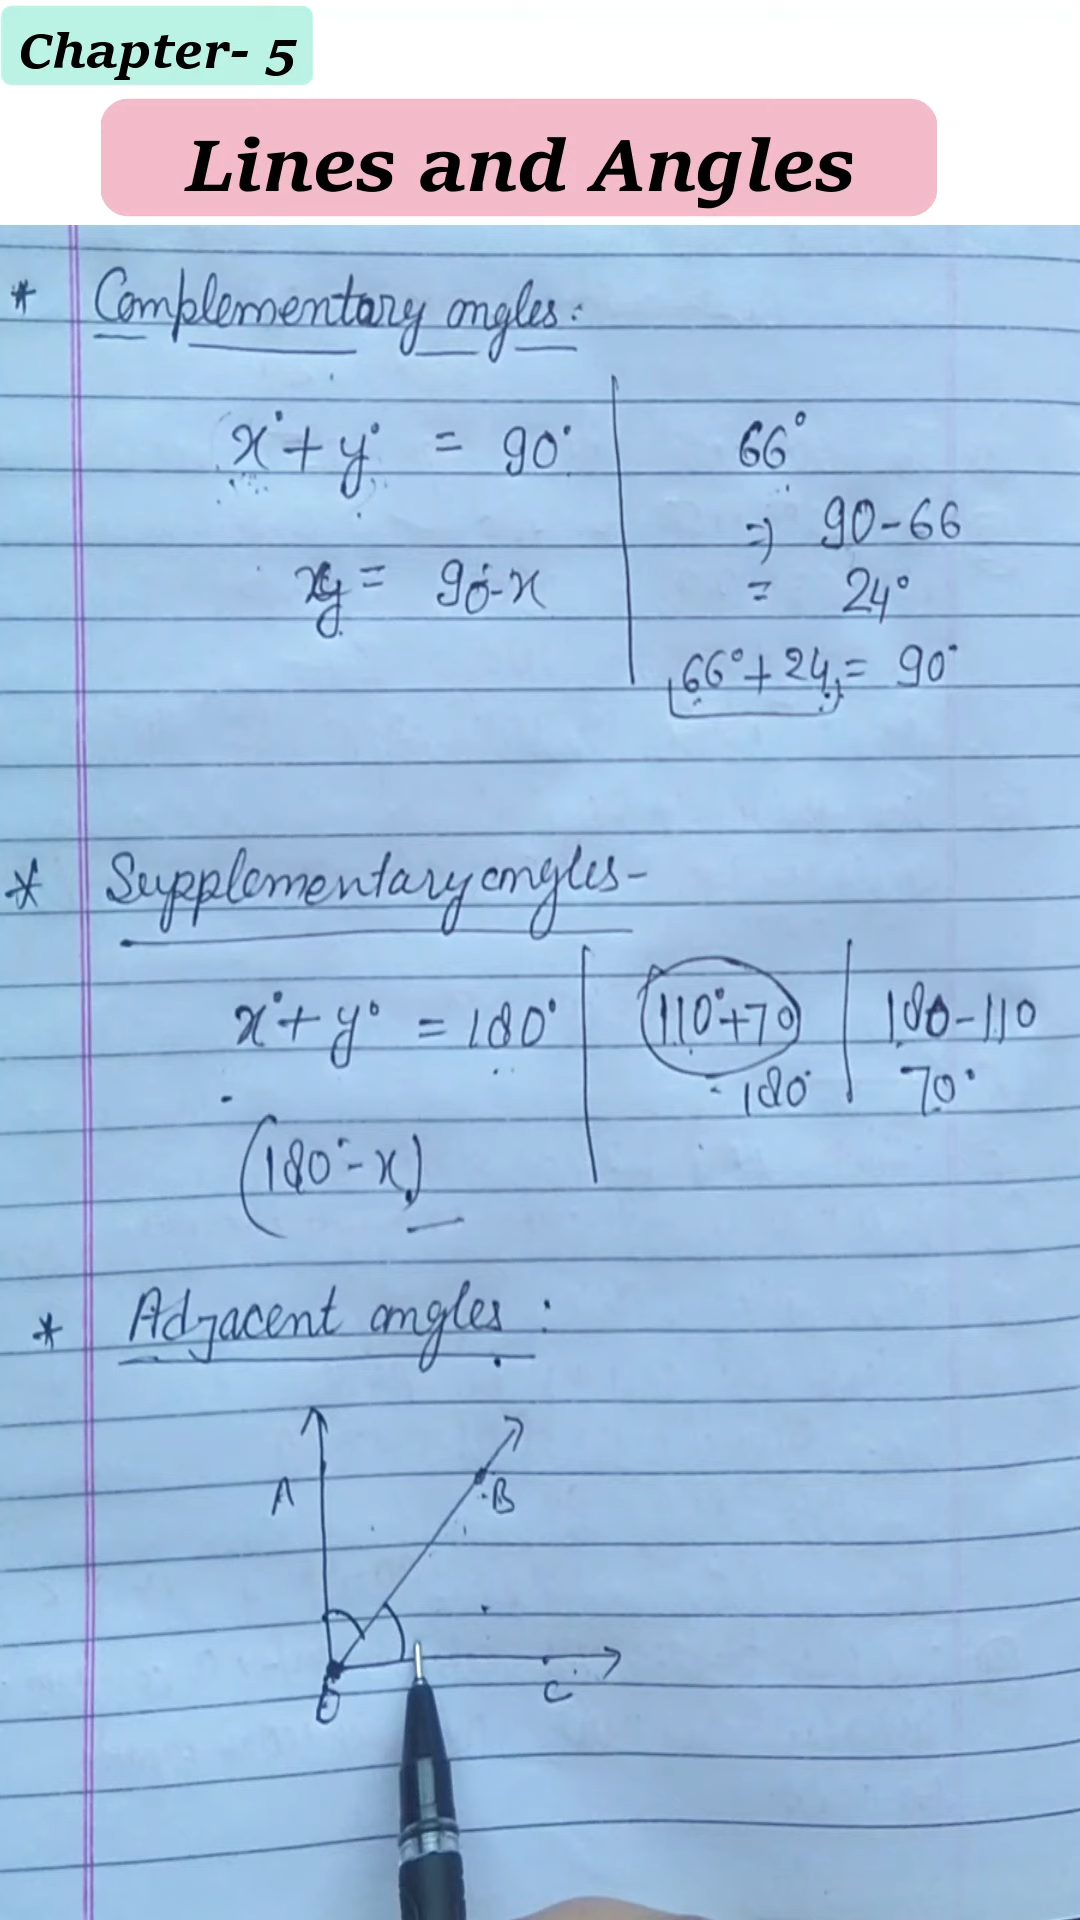 Chapter- 5
Lines and Angles
* Complementary angles:
x° + y° = 90°
y = 90°-x
66°
⇒ 90-66
= 24°
66° + 24 = 90°
* Supplementary angles-
x° + y° = 180°
(180°-x)
110°+70
= 180°
180-110
70°
* Adjacent angles:
A
B
O
C